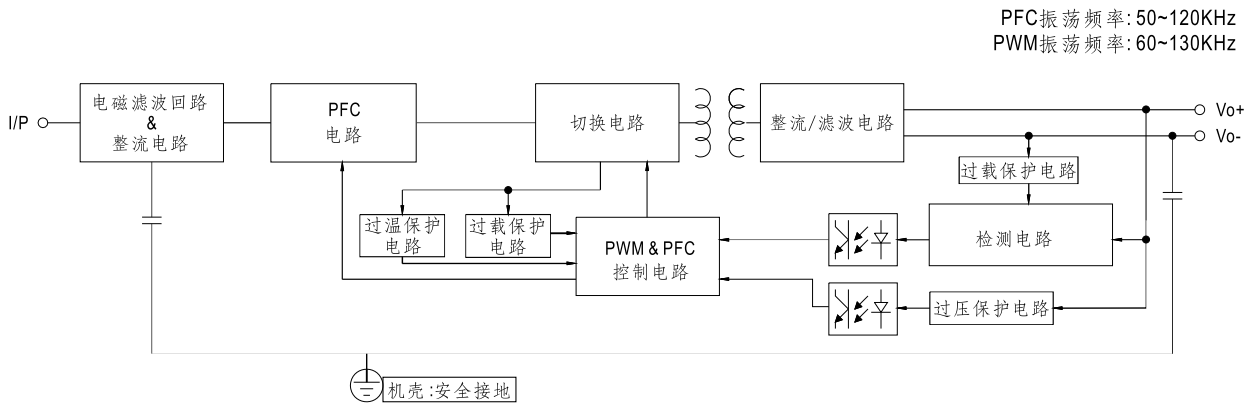 PFC振荡频率: 50~120KHz
PWM振荡频率: 60~130KHz
I/P
电磁滤波回路
&
整流电路
PFC
电路
切换电路
整流/滤波电路
Vo+
Vo-
过载保护电路
过温保护
电路
过载保护
电路
PWM & PFC
控制电路
检测电路
过压保护电路
机壳:安全接地